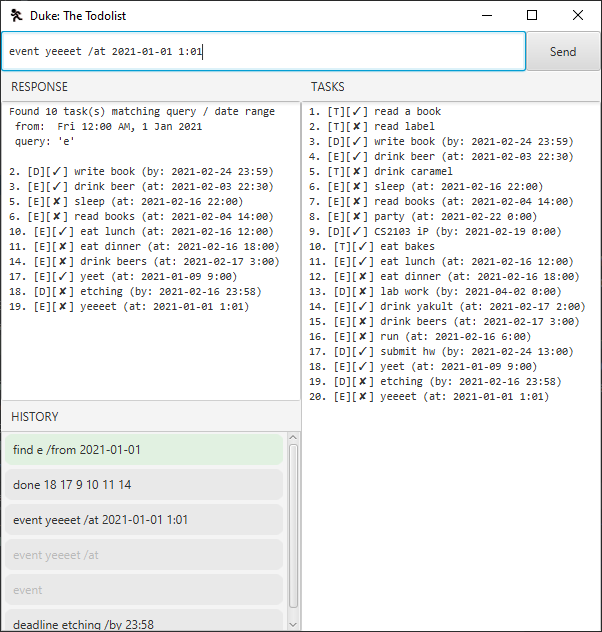 Duke: The Todolist
event yeeeet /at 2021-01-01 1:01
Send
RESPONSE
Found 10 task(s) matching query / date range
from: Fri 12:00 AM, 1 Jan 2021
query: 'e'
2. [D][✓] write book (by: 2021-02-24 23:59)
3. [E][✓] drink beer (at: 2021-02-03 22:30)
5. [E][✘] sleep (at: 2021-02-16 22:00)
6. [E][✘] read books (at: 2021-02-04 14:00)
10. [E][✓] eat lunch (at: 2021-02-16 12:00)
11. [E][✘] eat dinner (at: 2021-02-16 18:00)
14. [E][✘] drink beers (at: 2021-02-17 3:00)
17. [E][✓] yeet (at: 2021-01-09 9:00)
18. [D][✘] etching (by: 2021-02-16 23:58)
19. [E][✘] yeeeet (at: 2021-01-01 1:01)
HISTORY
find e /from 2021-01-01
done 18 17 9 10 11 14
event yeeeet /at 2021-01-01 1:01
event yeeeet /at
event
deadline etching /by 23:58
TASKS
1. [T][✓] read a book
2. [T][✘] read label
3. [D][✓] write book (by: 2021-02-24 23:59)
4. [E][✓] drink beer (at: 2021-02-03 22:30)
5. [T][✘] drink caramel
6. [E][✘] sleep (at: 2021-02-16 22:00)
7. [E][✘] read books (at: 2021-02-04 14:00)
8. [E][✘] party (at: 2021-02-22 0:00)
9. [D][✓] CS2103 iP (by: 2021-02-19 0:00)
10. [T][✓] eat bakes
11. [E][✓] eat lunch (at: 2021-02-16 12:00)
12. [E][✘] eat dinner (at: 2021-02-16 18:00)
13. [D][✘] lab work (by: 2021-04-02 0:00)
14. [E][✓] drink yakult (at: 2021-02-17 2:00)
15. [E][✘] drink beers (at: 2021-02-17 3:00)
16. [E][✘] run (at: 2021-02-16 6:00)
17. [D][✓] submit hw (by: 2021-02-24 13:00)
18. [E][✓] yeet (at: 2021-01-09 9:00)
19. [D][✘] etching (by: 2021-02-16 23:58)
20. [E][✘] yeeeet (at: 2021-01-01 1:01)